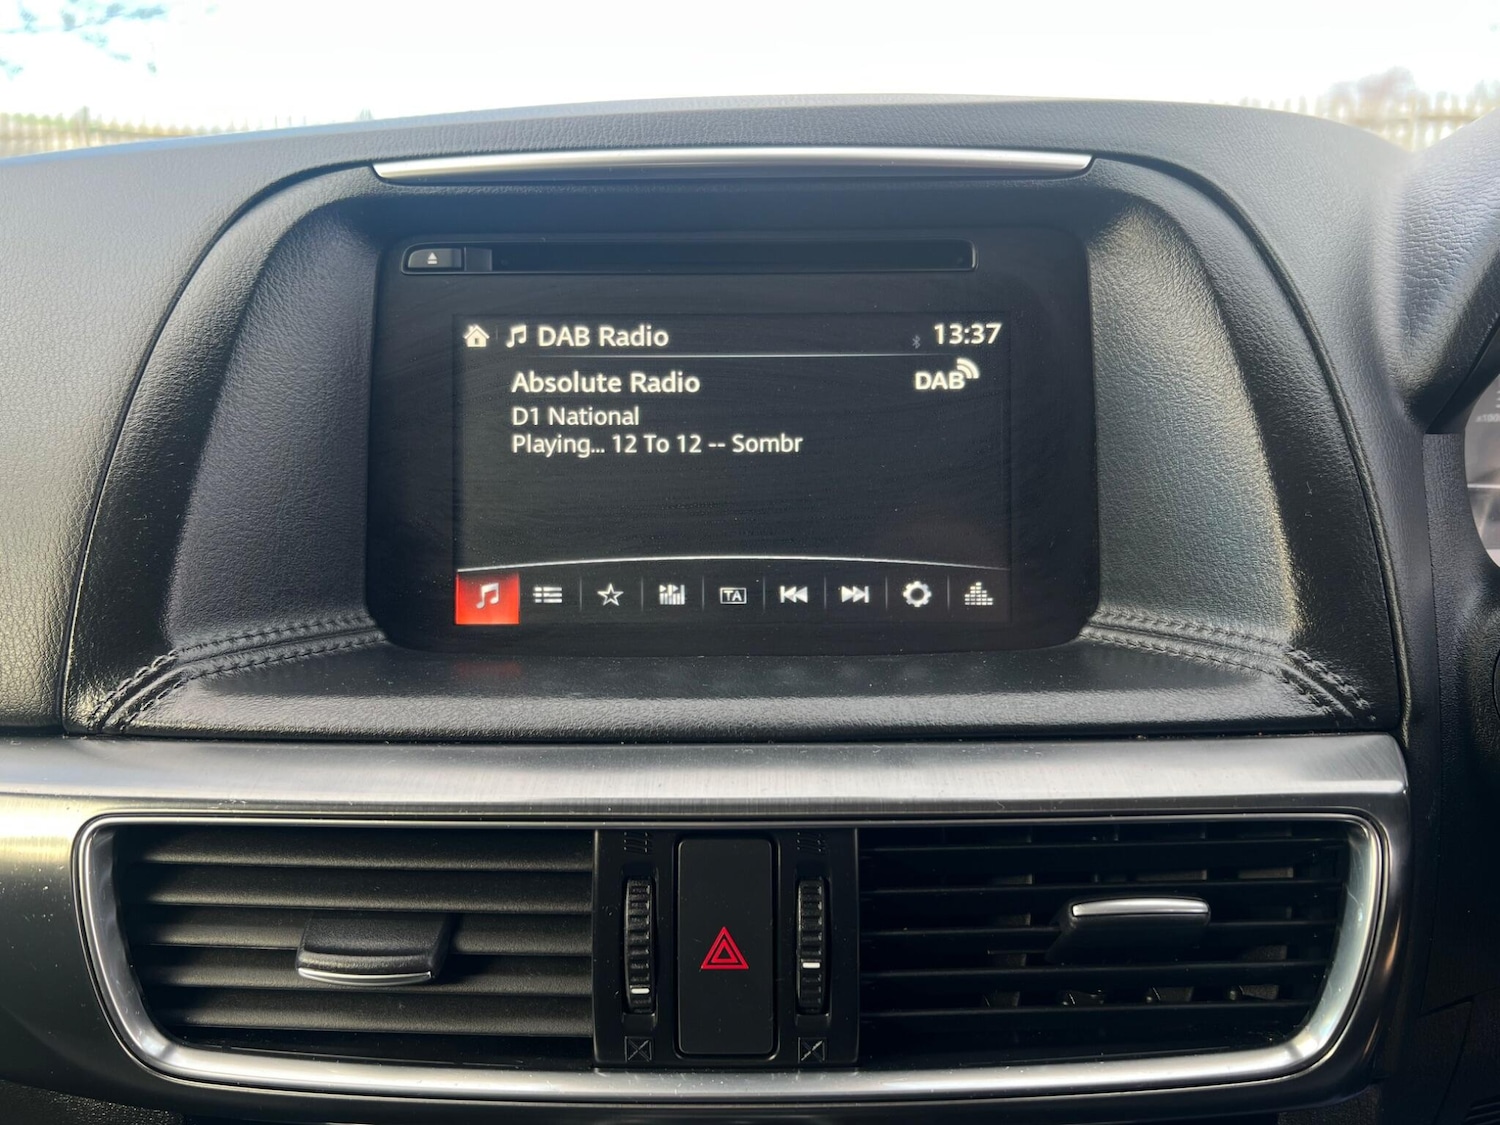 DAB Radio 13:37
Absolute Radio DAB
D1 National
Playing... 12 To 12 -- Sombr
TA